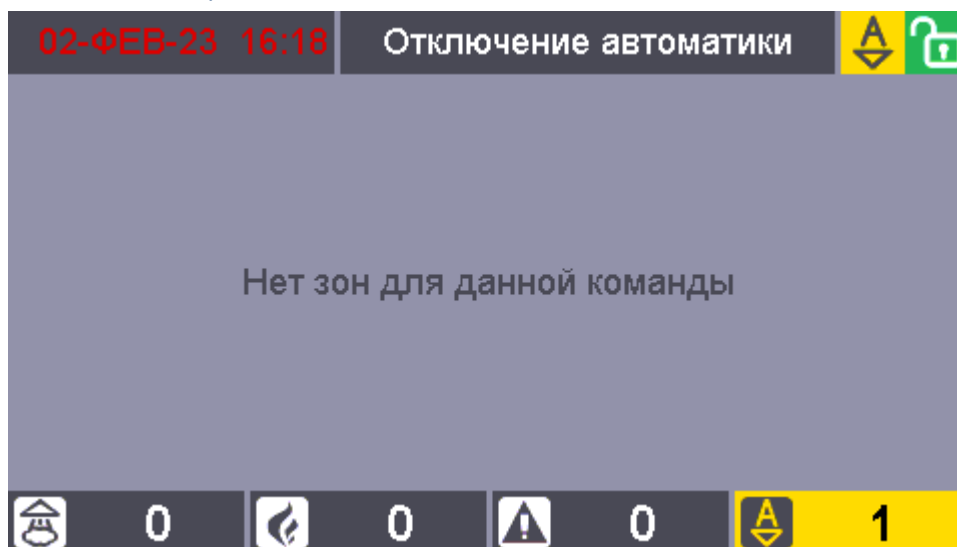 02-ФЕВ-23 16:18 Отключение автоматики A
Нет зон для данной команды
0 0 0 A 1